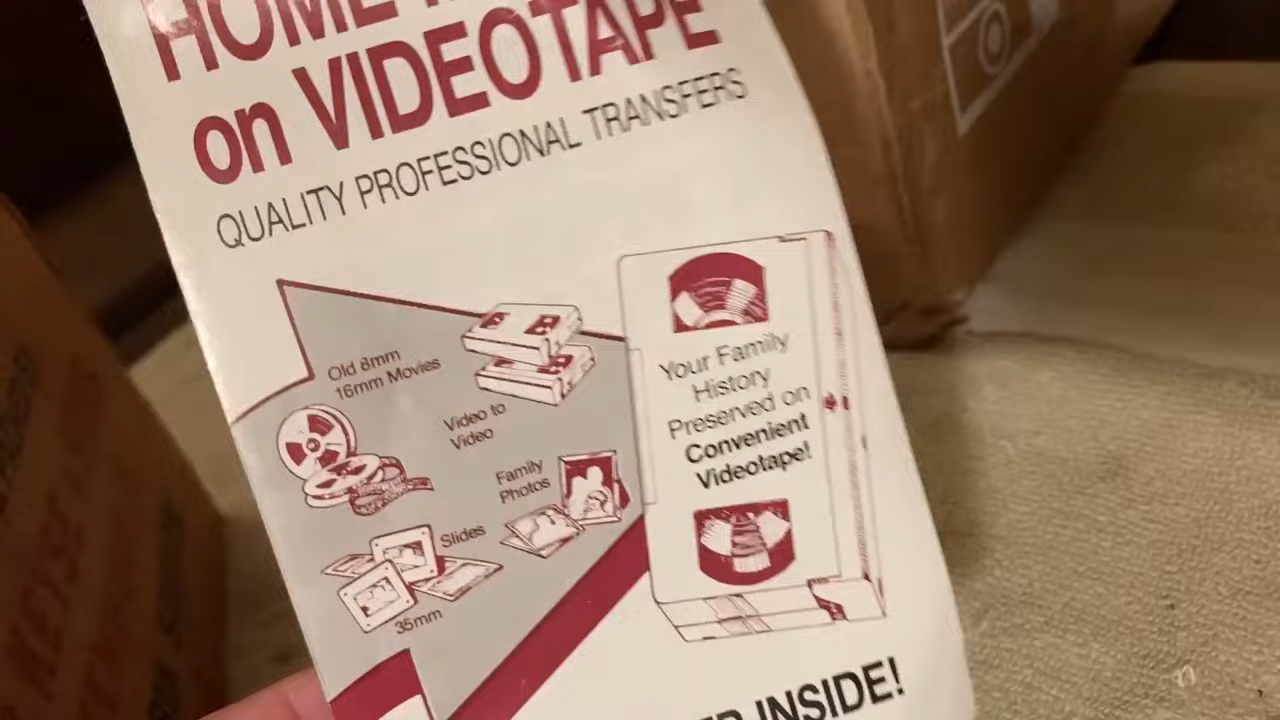 HOME
on VIDEOTAPE
QUALITY PROFESSIONAL TRANSFERS
Old 8mm
16mm Movies
Video to
Video
Family
Photos
Slides
35mm
Your Family
History
Preserved on
Convenient
Videotape!
INSIDE!